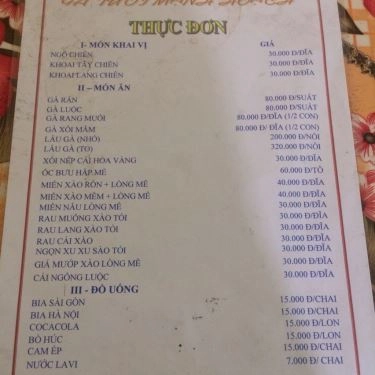 THỰC ĐƠN
I- MÓN KHAI VỊ GIÁ
NGÔ CHIÊN 30.000 Đ/ĐĨA
KHOAI TÂY CHIÊN 30.000 Đ/ĐĨA
KHOAI LANG CHIÊN 30.000 Đ/ĐĨA
II – MÓN ĂN
GÀ RÁN 80.000 Đ/SUẤT
GÀ LUỘC 80.000 Đ/SUẤT
GÀ RANG MUỐI 80.000 Đ/ĐĨA (1/2 CON)
GÀ XÔI MẮM 80.000 Đ/ ĐĨA (1/2 CON)
LẨU GÀ (NHỎ) 200.000 Đ/NỒI
LẨU GÀ (TO) 320.000 Đ/NỒI
XÔI NẾP CÁI HOA VÀNG 30.000 Đ/ĐĨA
ỐC BƯU HẤP MẺ 60.000 Đ/TÔ
MIẾN XÀO RÒN + LÒNG MỀ 40.000 Đ/ĐĨA
MIẾN XÀO MỀM + LÒNG MỀ 40.000 Đ/ĐĨA
MIẾN NẤU LÒNG MỀ 30.000 Đ/ĐĨA
RAU MUỐNG XÀO TỎI 30.000 Đ/ĐĨA
RAU LANG XÀO TỎI 30.000 Đ/ĐĨA
RAU CẢI XÀO 30.000 Đ/ĐĨA
NGỌN XU XU SÀO TỎI 30.000 Đ/ĐĨA
GIÁ MƯỚP XÀO LÒNG MỀ 30.000 Đ/ĐĨA
CẢI NGỒNG LUỘC 30.000 Đ/ĐĨA
III - ĐỒ UỐNG
BIA SÀI GÒN 15.000 Đ/CHAI
BIA HÀ NỘI 15.000 Đ/CHAI
COCACOLA 15.000 Đ/LON
BÒ HÚC 15.000 Đ/LON
CAM ÉP 15.000 Đ/CHAI
NƯỚC LAVI 7.000 Đ/ CHAI